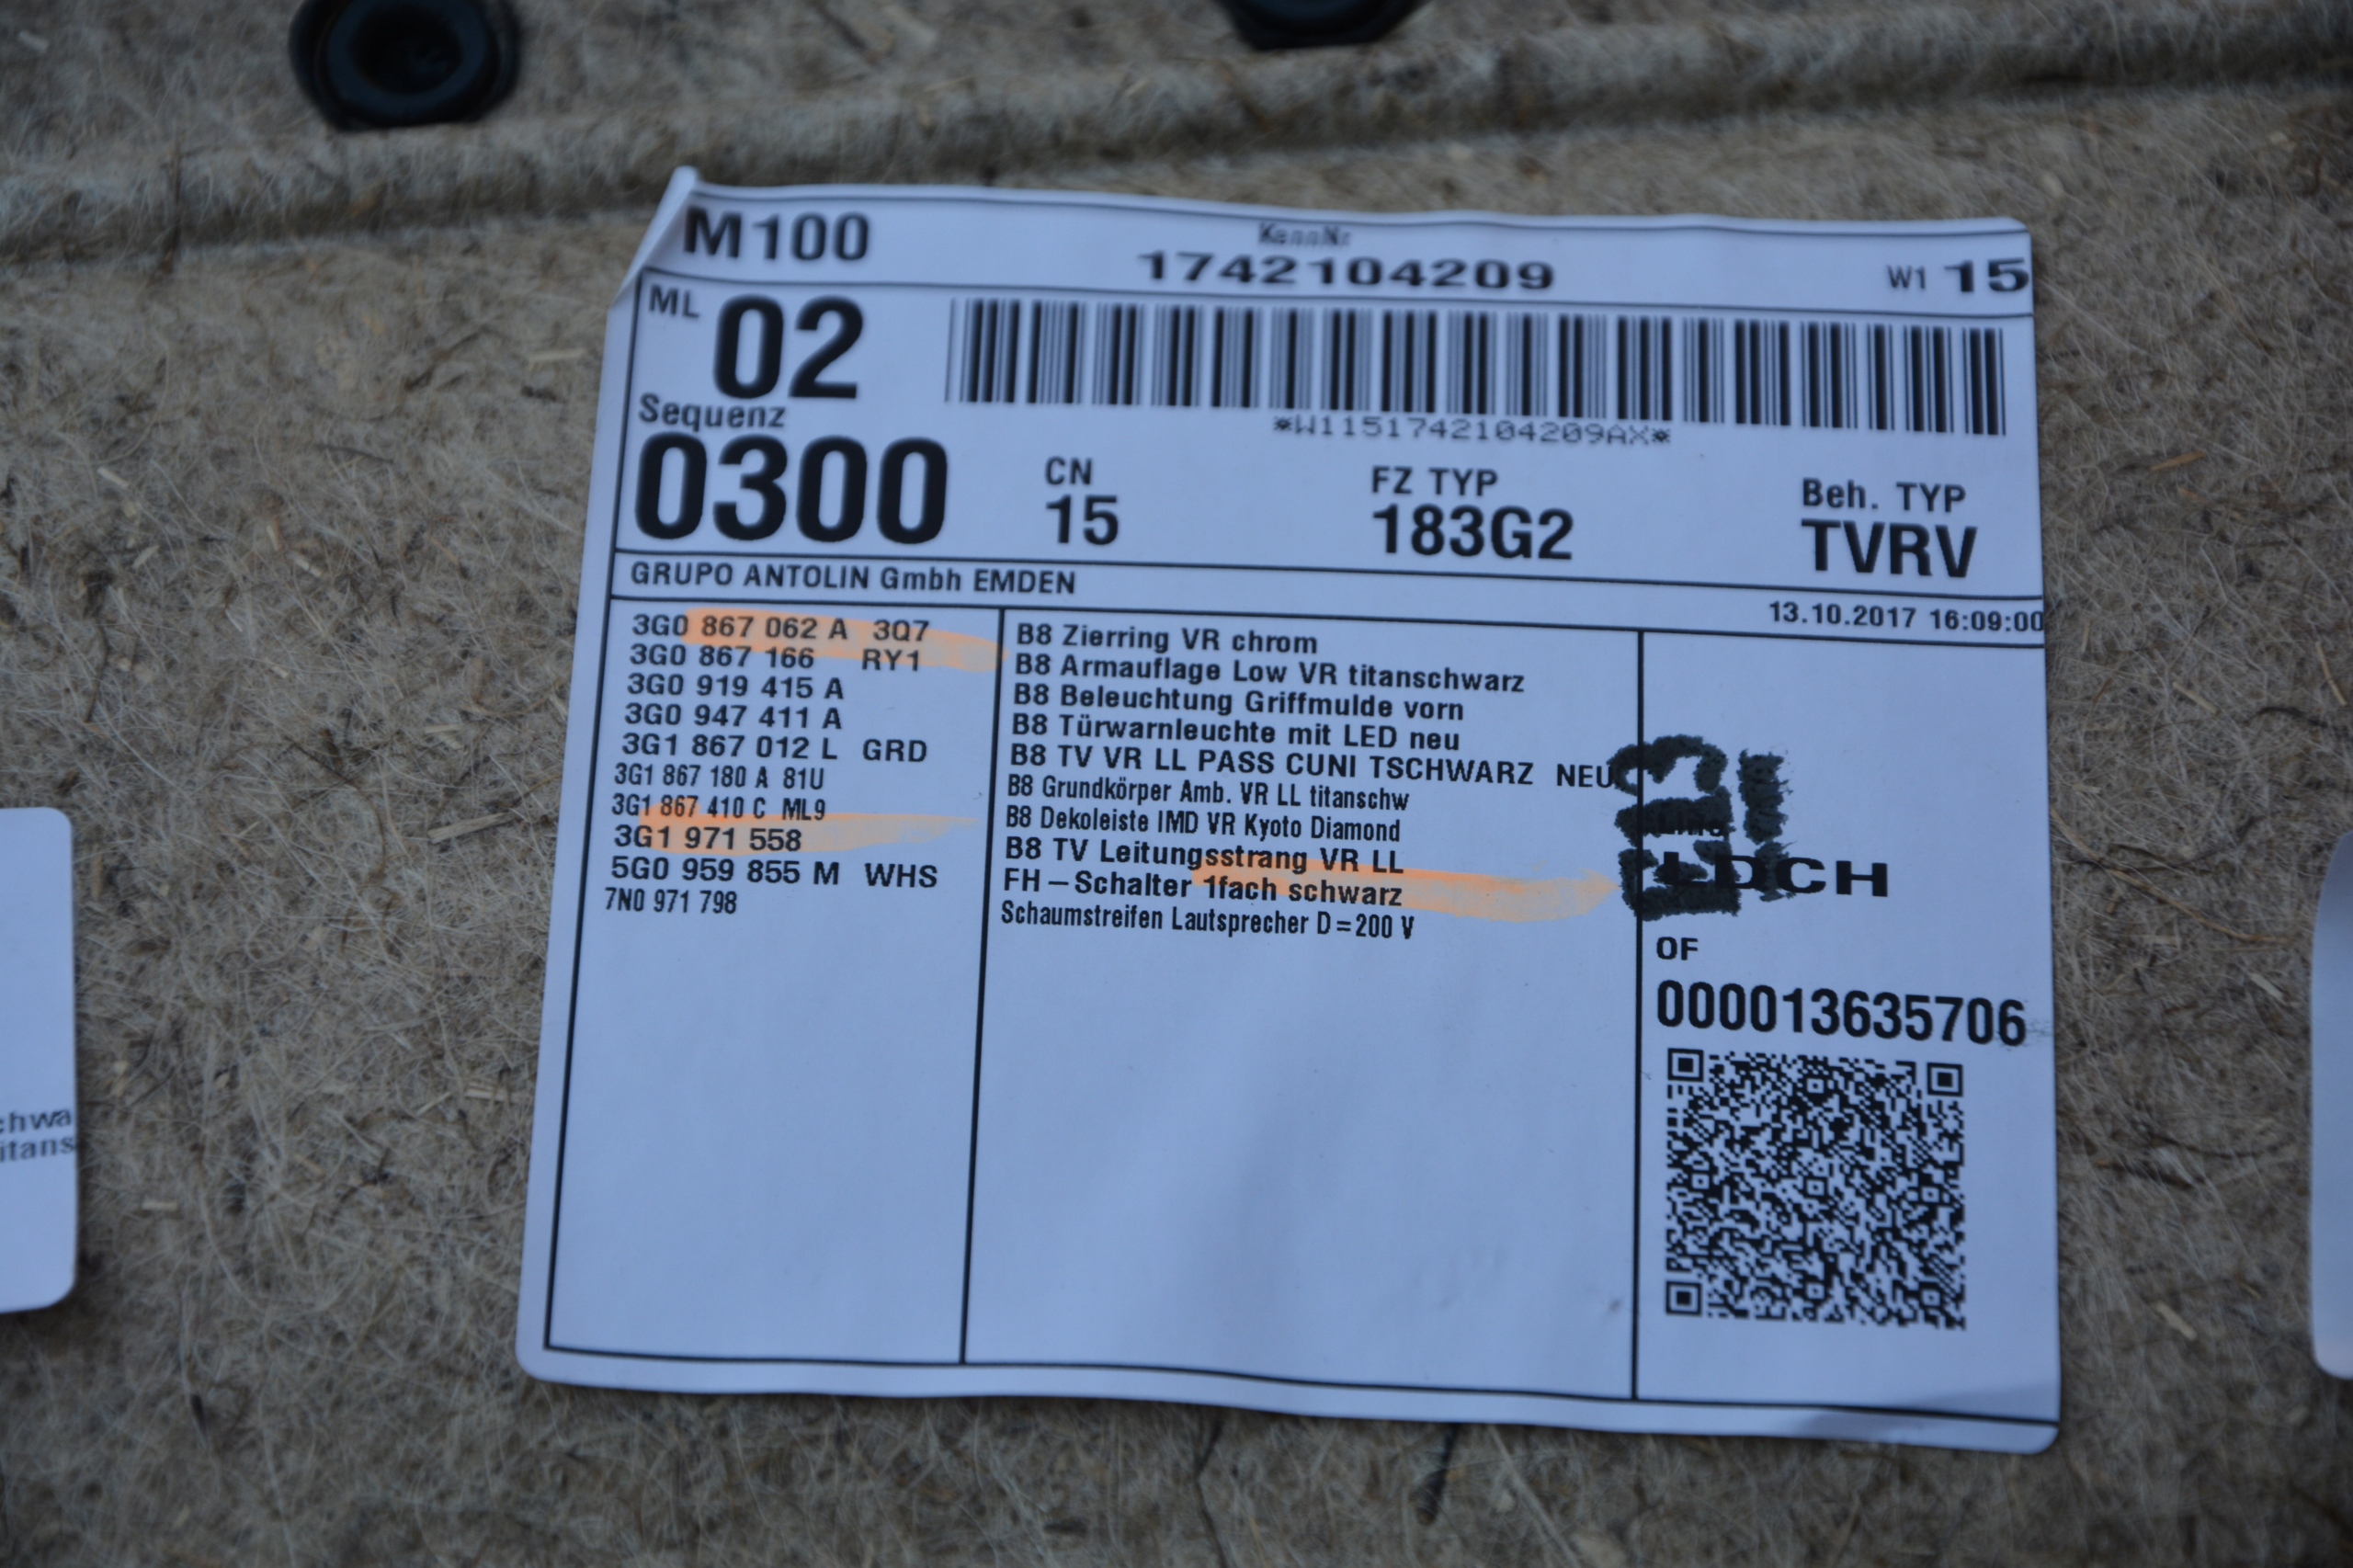 M100
KennNr
1742104209
W1 15
ML 02
*W1151742104209AX*
Sequenz
0300
CN
15
FZ TYP
183G2
Beh. TYP
TVRV
GRUPO ANTOLIN Gmbh EMDEN
13.10.2017 16:09:00
3G0 867 062 A 3Q7 B8 Zierring VR chrom
3G0 867 166 RY1 B8 Armauflage Low VR titanschwarz
3G0 919 415 A B8 Beleuchtung Griffmulde vorn
3G0 947 411 A B8 Türwarnleuchte mit LED neu
3G1 867 012 L GRD B8 TV VR LL PASS CUNI TSCHWARZ NEU
3G1 867 180 A 81U B8 Grundkörper Amb. VR LL titanschw
3G1 867 410 C ML9 B8 Dekoleiste IMD VR Kyoto Diamond
3G1 971 558 B8 TV Leitungsstrang VR LL
5G0 959 855 M WHS FH-Schalter 1fach schwarz
7N0 971 798 Schaumstreifen Lautsprecher D=200 V
LDCH
OF
000013635706
chwa
itans